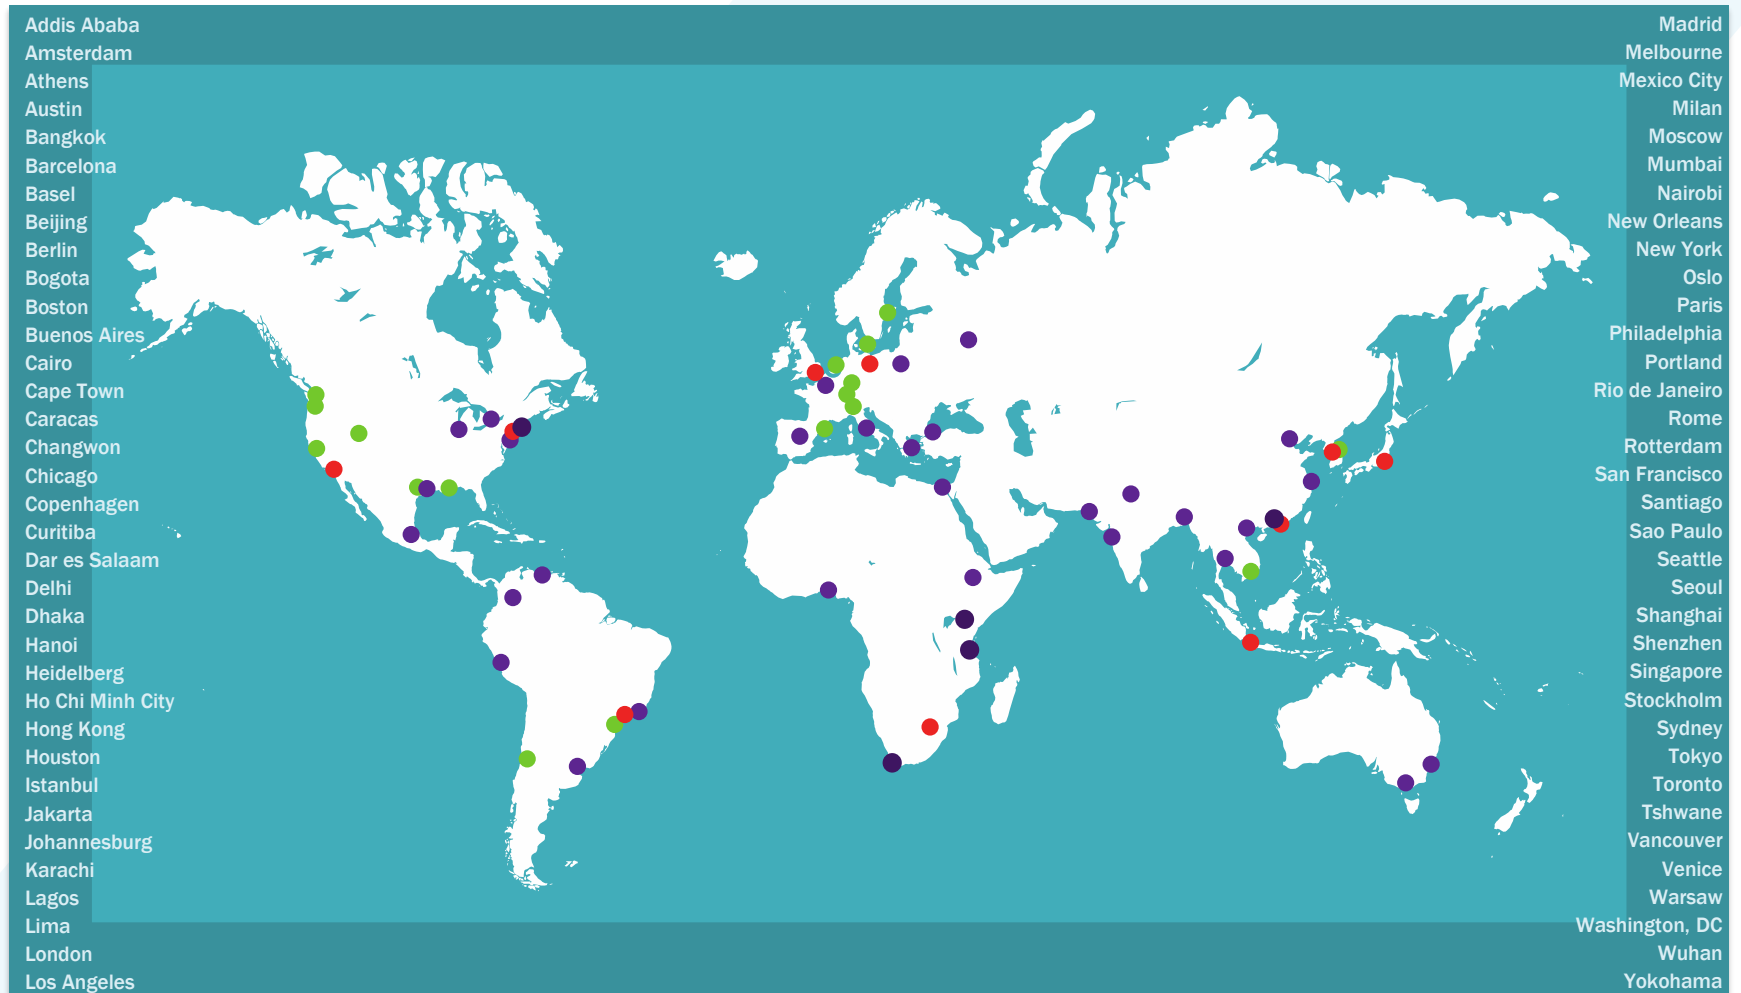 Addis Ababa
Amsterdam
Athens
Austin
Bangkok
Barcelona
Basel
Beijing
Berlin
Bogota
Boston
Buenos Aires
Cairo
Cape Town
Caracas
Changwon
Chicago
Copenhagen
Curitiba
Dar es Salaam
Delhi
Dhaka
Hanoi
Heidelberg
Ho Chi Minh City
Hong Kong
Houston
Istanbul
Jakarta
Johannesburg
Karachi
Lagos
Lima
London
Los Angeles
Madrid
Melbourne
Mexico City
Milan
Moscow
Mumbai
Nairobi
New Orleans
New York
Oslo
Paris
Philadelphia
Portland
Rio de Janeiro
Rome
Rotterdam
San Francisco
Santiago
Sao Paulo
Seattle
Seoul
Shanghai
Shenzhen
Singapore
Stockholm
Sydney
Tokyo
Toronto
Tshwane
Vancouver
Venice
Warsaw
Washington, DC
Wuhan
Yokohama